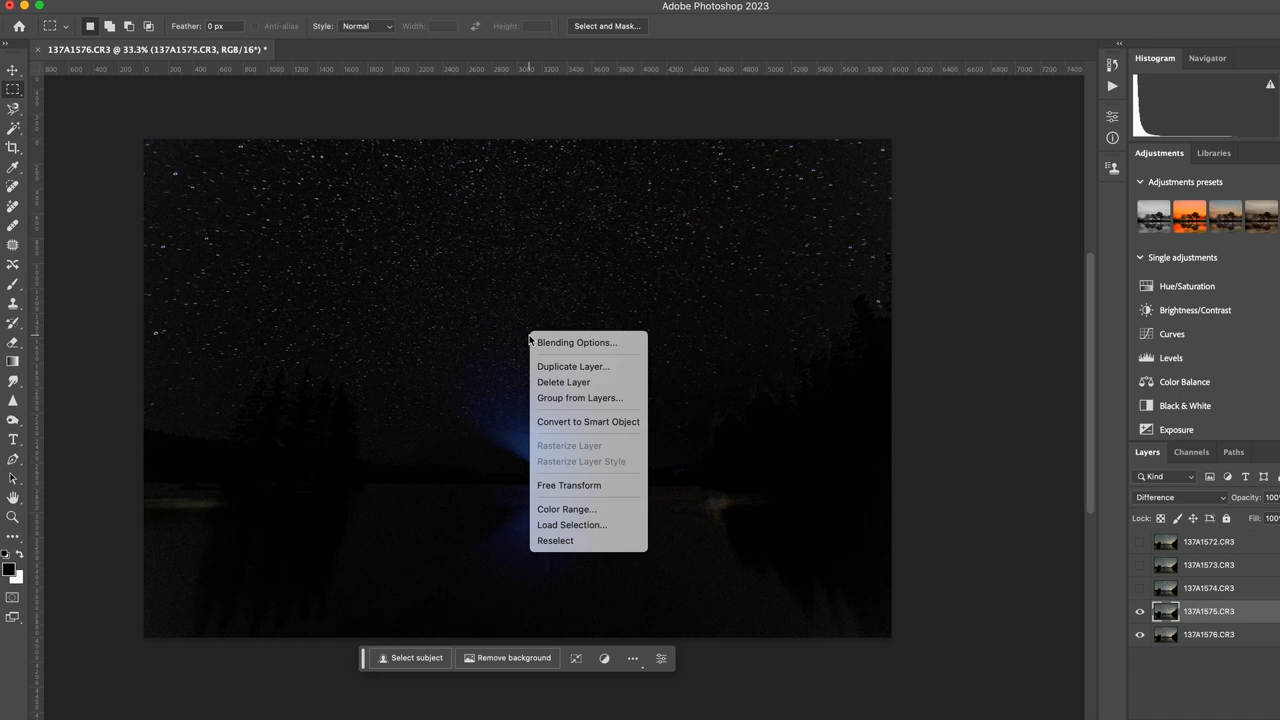 Adobe Photoshop 2023
Feather: 0 px Anti-alias Style: Normal Width: Height: Select and Mask...
137A1576.CR3 @ 33.3% (137A1575.CR3, RGB/16*) *
800 600 400 200 0 200 400 600 800 1000 1200 1400 1600 1800 2000 2200 2400 2600 2800 3000 3200 3400 3600 3800 4000 4200 4400 4600 4800 5000 5200 5400 5600 5800 6000 6200 6400 6600 6800 7000 7200 7400
Histogram Navigator
Adjustments Libraries
Adjustments presets
Single adjustments
Hue/Saturation
Brightness/Contrast
Curves
Levels
Color Balance
Black & White
Exposure
Blending Options...
Duplicate Layer...
Delete Layer
Group from Layers...
Convert to Smart Object
Rasterize Layer
Rasterize Layer Style
Free Transform
Color Range...
Load Selection...
Reselect
Select subject Remove background
Layers Channels Paths
Kind
Difference Opacity: 100
Lock: Fill: 100
137A1572.CR3
137A1573.CR3
137A1574.CR3
137A1575.CR3
137A1576.CR3